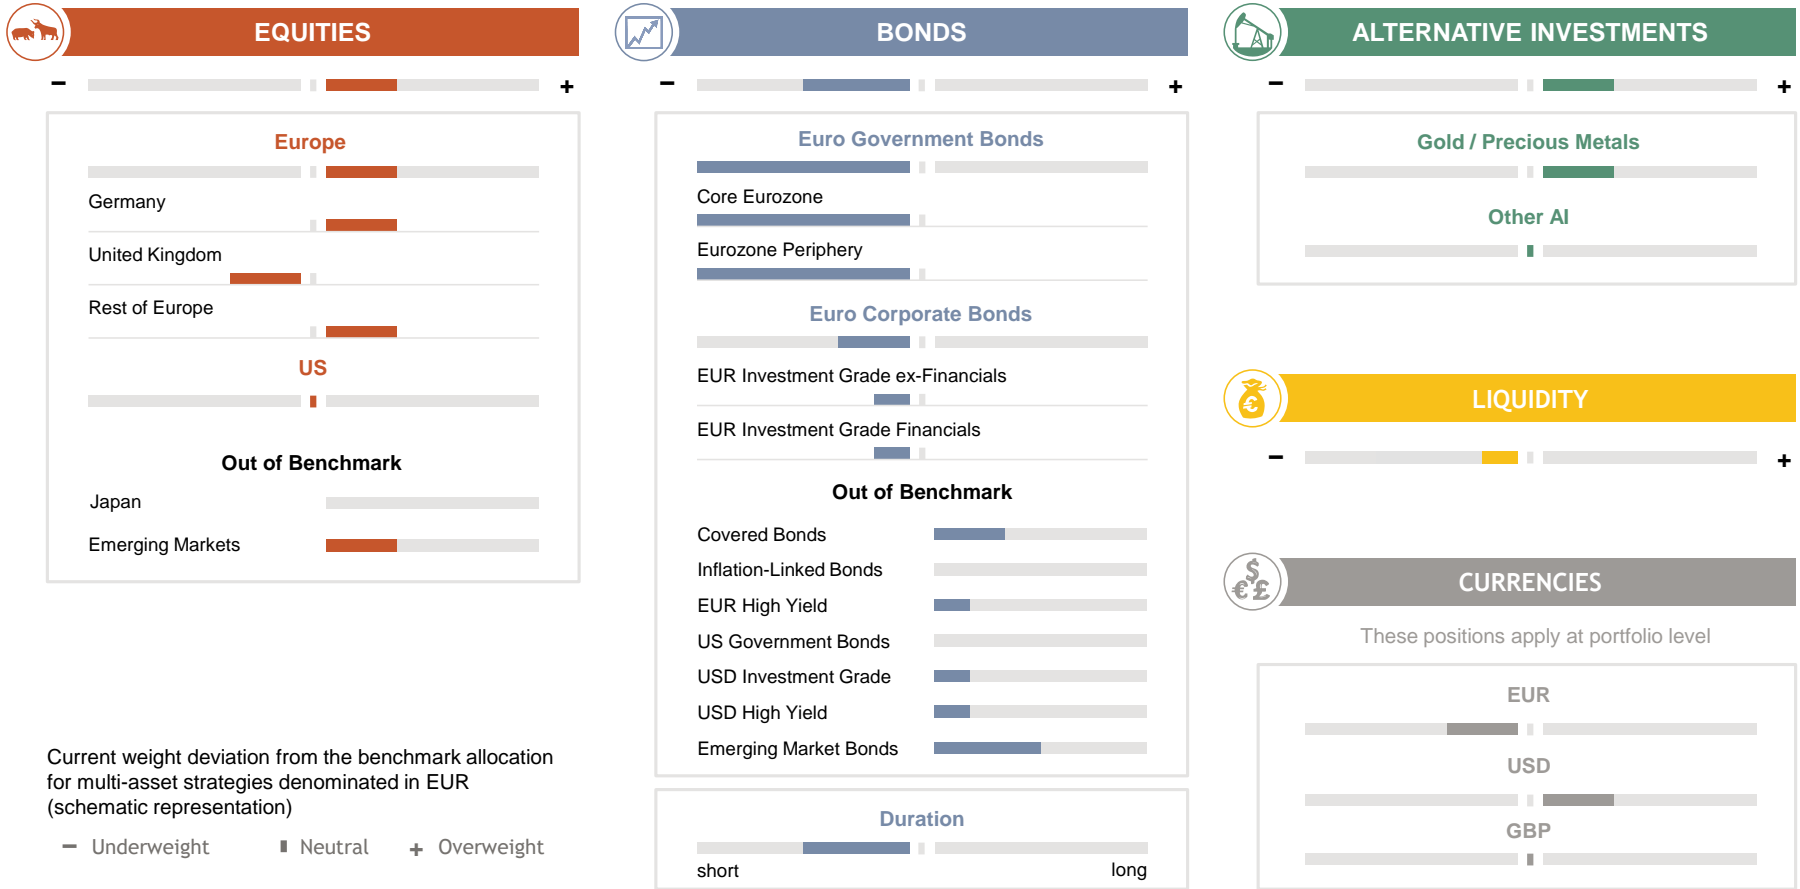 EQUITIES
− +
Europe
Germany
United Kingdom
Rest of Europe
US
Out of Benchmark
Japan
Emerging Markets
Current weight deviation from the benchmark allocation
for multi-asset strategies denominated in EUR
(schematic representation)
− Underweight Neutral + Overweight
BONDS
− +
Euro Government Bonds
Core Eurozone
Eurozone Periphery
Euro Corporate Bonds
EUR Investment Grade ex-Financials
EUR Investment Grade Financials
Out of Benchmark
Covered Bonds
Inflation-Linked Bonds
EUR High Yield
US Government Bonds
USD Investment Grade
USD High Yield
Emerging Market Bonds
Duration
short long
ALTERNATIVE INVESTMENTS
− +
Gold / Precious Metals
Other AI
€
LIQUIDITY
− +
$
€£
CURRENCIES
These positions apply at portfolio level
EUR
USD
GBP